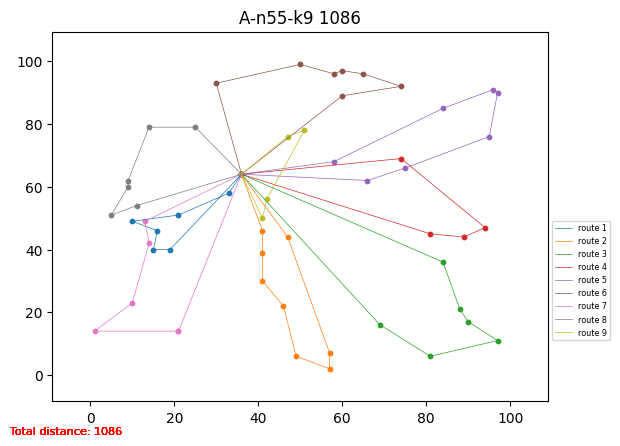 A-n55-k9 1086
100
80
60
40
20
0
0 20 40 60 80 100
route 1
route 2
route 3
route 4
route 5
route 6
route 7
route 8
route 9
Total distance: 1086